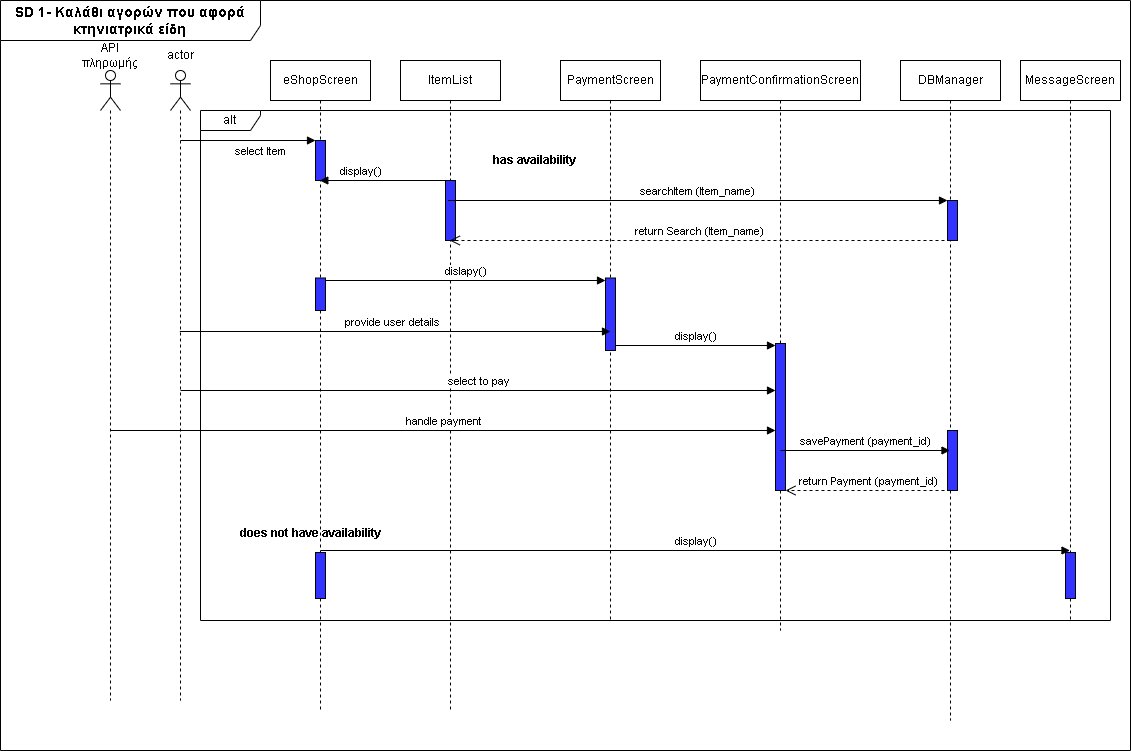 SD 1- Καλάθι αγορών που αφορά
κτηνιατρικά είδη
API
πληρωμής
actor
eShopScreen
ItemList
PaymentScreen
PaymentConfirmationScreen
DBManager
MessageScreen
alt
select Item
has availability
display()
searchItem (Item_name)
return Search (Item_name)
dislapy()
provide user details
display()
select to pay
handle payment
savePayment (payment_id)
return Payment (payment_id)
does not have availability
display()